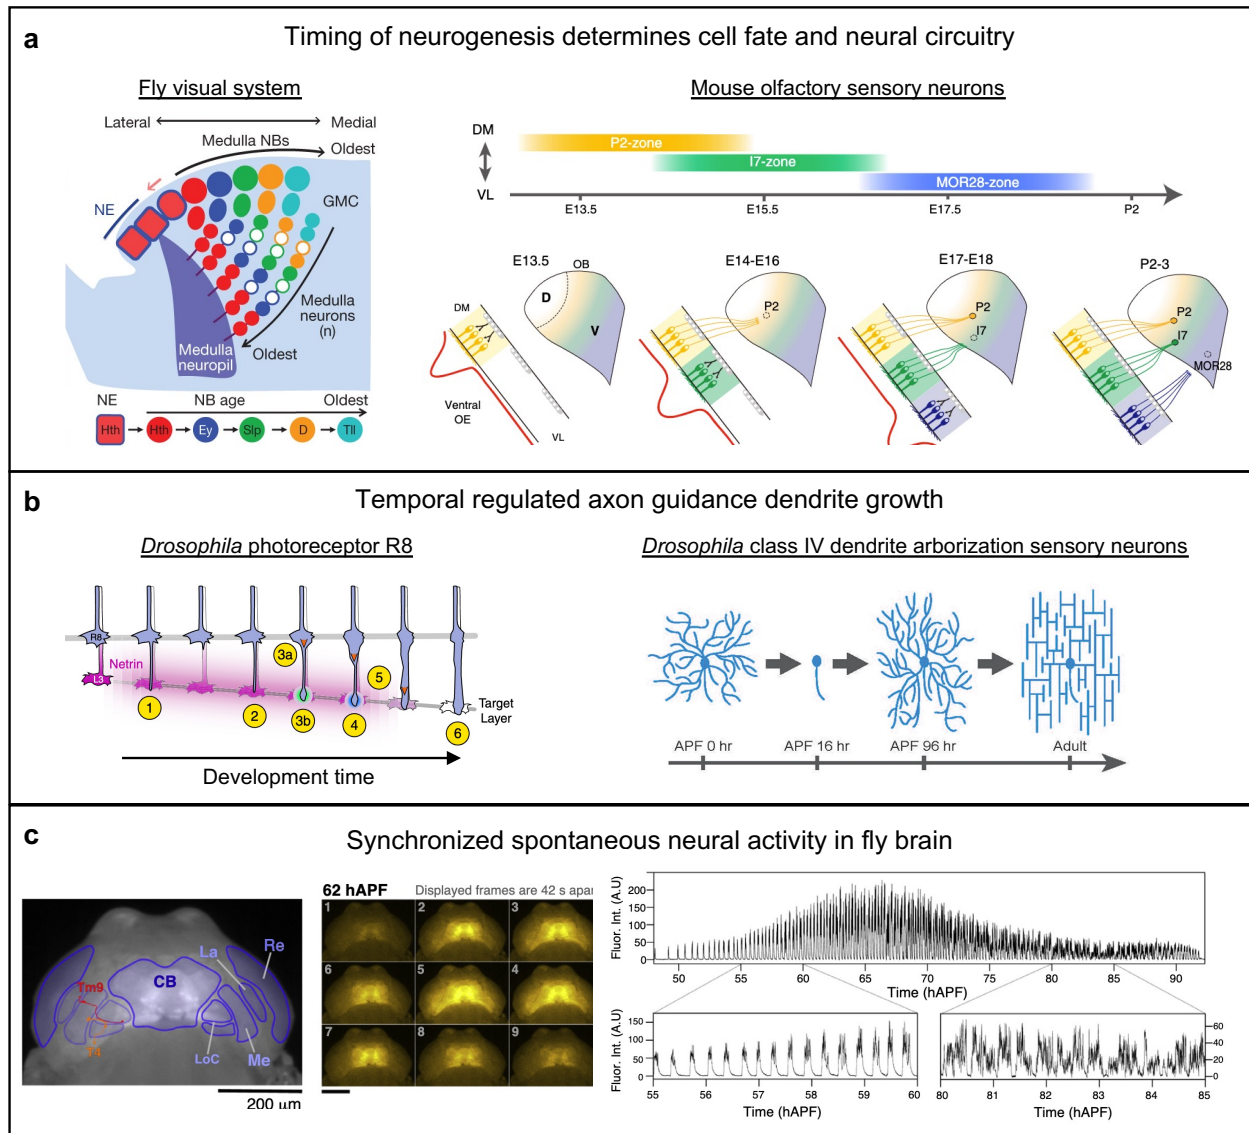 a
Timing of neurogenesis determines cell fate and neural circuitry
Fly visual system
Lateral
Medial
Medulla NBs
Oldest
NE
GMC
Medulla
neurons
(n)
Oldest
Medulla
neuropil
NE
NB age
Oldest
Hth
Hth
Ey
Slp
D
Tll
Mouse olfactory sensory neurons
DM
VL
P2-zone
I7-zone
MOR28-zone
E13.5
E15.5
E17.5
P2
E13.5
OB
D
V
DM
Ventral
OE
VL
E14-E16
P2
E17-E18
P2
I7
P2-3
P2
I7
MOR28
b
Temporal regulated axon guidance dendrite growth
Drosophila photoreceptor R8
R8
L3
Netrin
1
2
3a
3b
4
5
6
Target
Layer
Development time
Drosophila class IV dendrite arborization sensory neurons
APF 0 hr
APF 16 hr
APF 96 hr
Adult
c
Synchronized spontaneous neural activity in fly brain
CB
La
Re
Tm9
T4
LoC
Me
200 µm
62 hAPF
Displayed frames are 42 s apar
1
2
3
6
5
4
7
8
9
Fluor. Int. (A.U)
200
150
100
50
0
50
55
60
65
70
75
80
85
90
Time (hAPF)
Fluor. Int. (A.U)
150
100
50
0
55
56
57
58
59
60
Time (hAPF)
60
40
20
0
80
81
82
83
84
85
Time (hAPF)